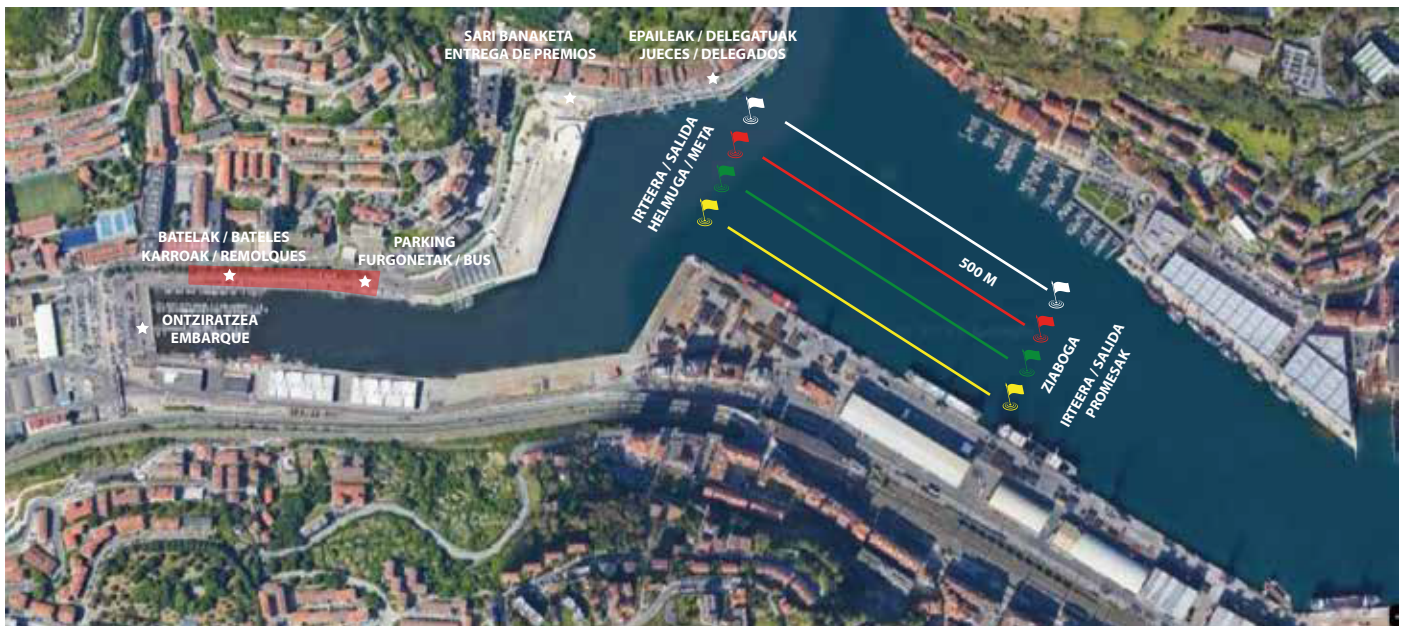 SARI BANAKETA
ENTREGA DE PREMIOS
EPAILEAK / DELEGATUAK
JUECES / DELEGADOS
IRTEERA / SALIDA
HELMUGA / META
BATELAK / BATELES
KARROAK / REMOLQUES
PARKING
FURGONETAK / BUS
ONTZIRATZEA
EMBARQUE
500 M
ZIABOGA
IRTEERA / SALIDA
PROMESAK